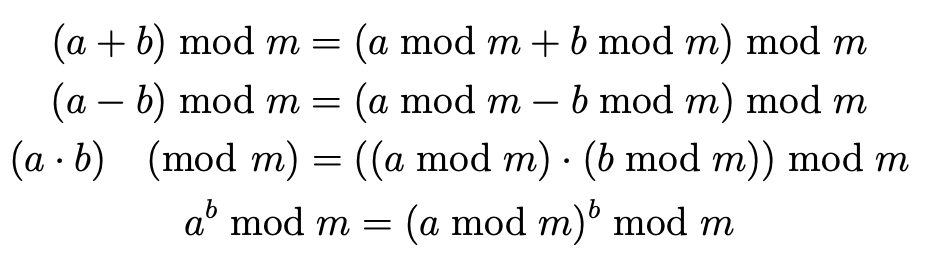 (a + b) mod m = (a mod m + b mod m) mod m
(a − b) mod m = (a mod m − b mod m) mod m
(a · b) (mod m) = ((a mod m) · (b mod m)) mod m
a^b mod m = (a mod m)^b mod m